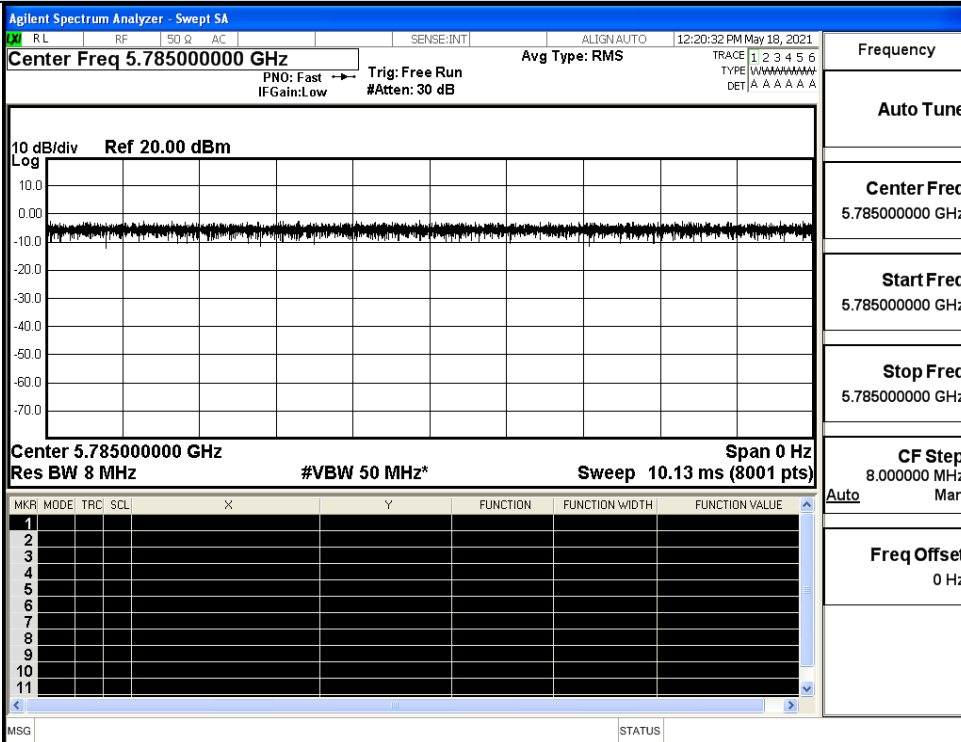 Agilent Spectrum Analyzer - Swept SA
LXI RL RF 50 Ω AC SENSE:INT ALIGN AUTO 12:20:32 PM May 18, 2021
Center Freq 5.785000000 GHz Avg Type: RMS TRACE 1 2 3 4 5 6
PNO: Fast Trig: Free Run TYPE WWWWWW
IFGain:Low #Atten: 30 dB DET A A A A A A
10 dB/div Ref 20.00 dBm
Log
10.0
0.00
-10.0
-20.0
-30.0
-40.0
-50.0
-60.0
-70.0
Center 5.785000000 GHz Span 0 Hz
Res BW 8 MHz #VBW 50 MHz* Sweep 10.13 ms (8001 pts)
MKR MODE TRC SCL X Y FUNCTION FUNCTION WIDTH FUNCTION VALUE
1
2
3
4
5
6
7
8
9
10
11
MSG STATUS
Frequency
Auto Tune
Center Freq
5.785000000 GHz
Start Freq
5.785000000 GHz
Stop Freq
5.785000000 GHz
CF Step
8.000000 MHz
Auto Man
Freq Offset
0 Hz